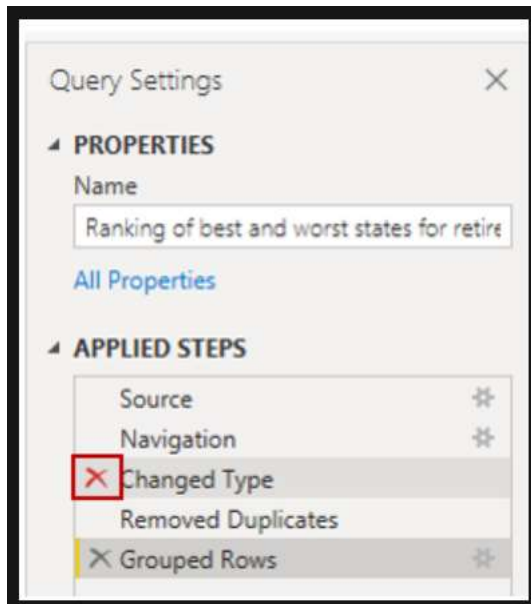 Query Settings
PROPERTIES
Name
Ranking of best and worst states for retire
All Properties
APPLIED STEPS
Source
Navigation
Changed Type
Removed Duplicates
Grouped Rows